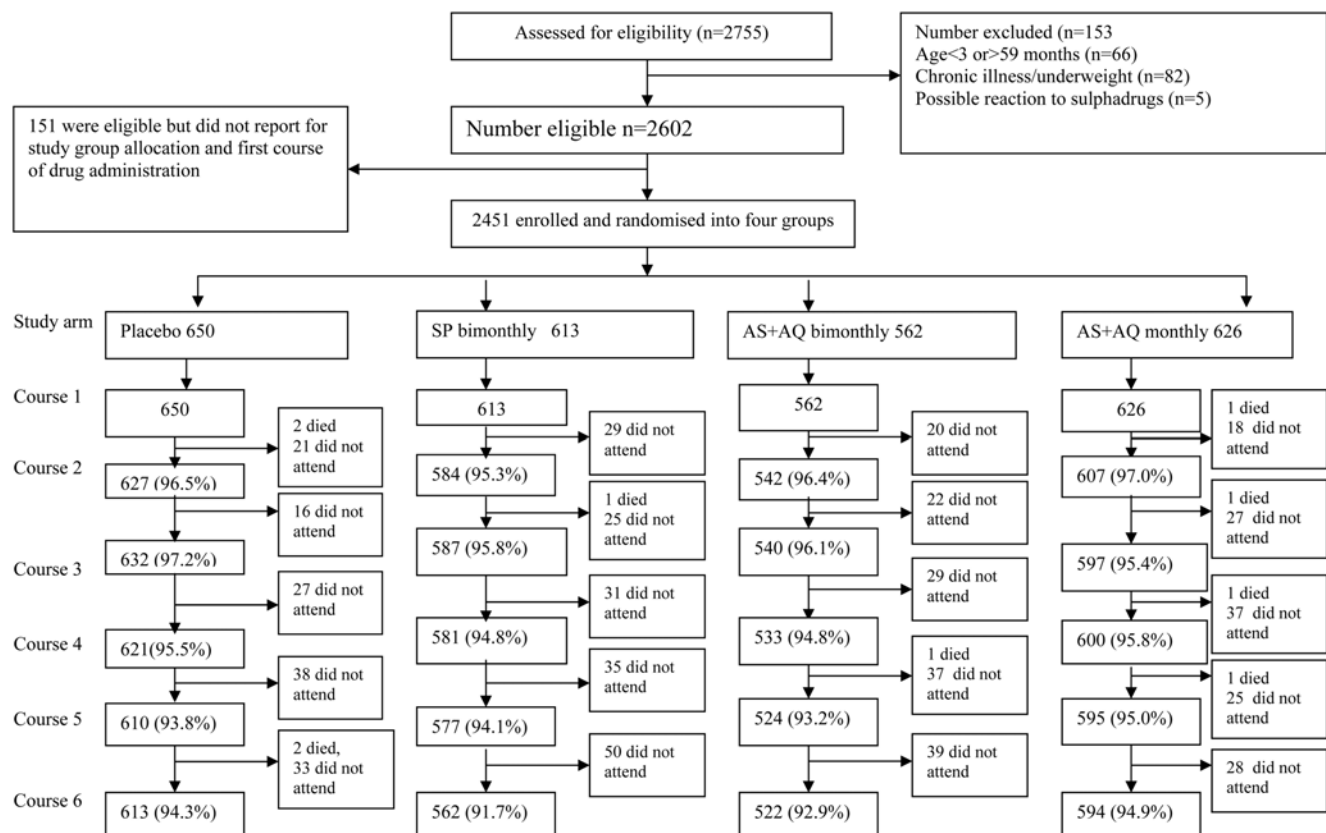 Assessed for eligibility (n=2755)
Number excluded (n=153
Age<3 or>59 months (n=66)
Chronic illness/underweight (n=82)
Possible reaction to sulphadrugs (n=5)
Number eligible n=2602
151 were eligible but did not report for
study group allocation and first course
of drug administration
2451 enrolled and randomised into four groups
Study arm
Placebo 650
SP bimonthly 613
AS+AQ bimonthly 562
AS+AQ monthly 626
Course 1
650
613
562
626
2 died
21 did not
attend
29 did not
attend
20 did not
attend
1 died
18 did not
attend
Course 2
627 (96.5%)
584 (95.3%)
542 (96.4%)
607 (97.0%)
16 did not
attend
1 died
25 did not
attend
22 did not
attend
1 died
27 did not
attend
Course 3
632 (97.2%)
587 (95.8%)
540 (96.1%)
597 (95.4%)
27 did not
attend
31 did not
attend
29 did not
attend
1 died
37 did not
attend
Course 4
621(95.5%)
581 (94.8%)
533 (94.8%)
600 (95.8%)
38 did not
attend
35 did not
attend
1 died
37 did not
attend
1 died
25 did not
attend
Course 5
610 (93.8%)
577 (94.1%)
524 (93.2%)
595 (95.0%)
2 died,
33 did not
attend
50 did not
attend
39 did not
attend
28 did not
attend
Course 6
613 (94.3%)
562 (91.7%)
522 (92.9%)
594 (94.9%)